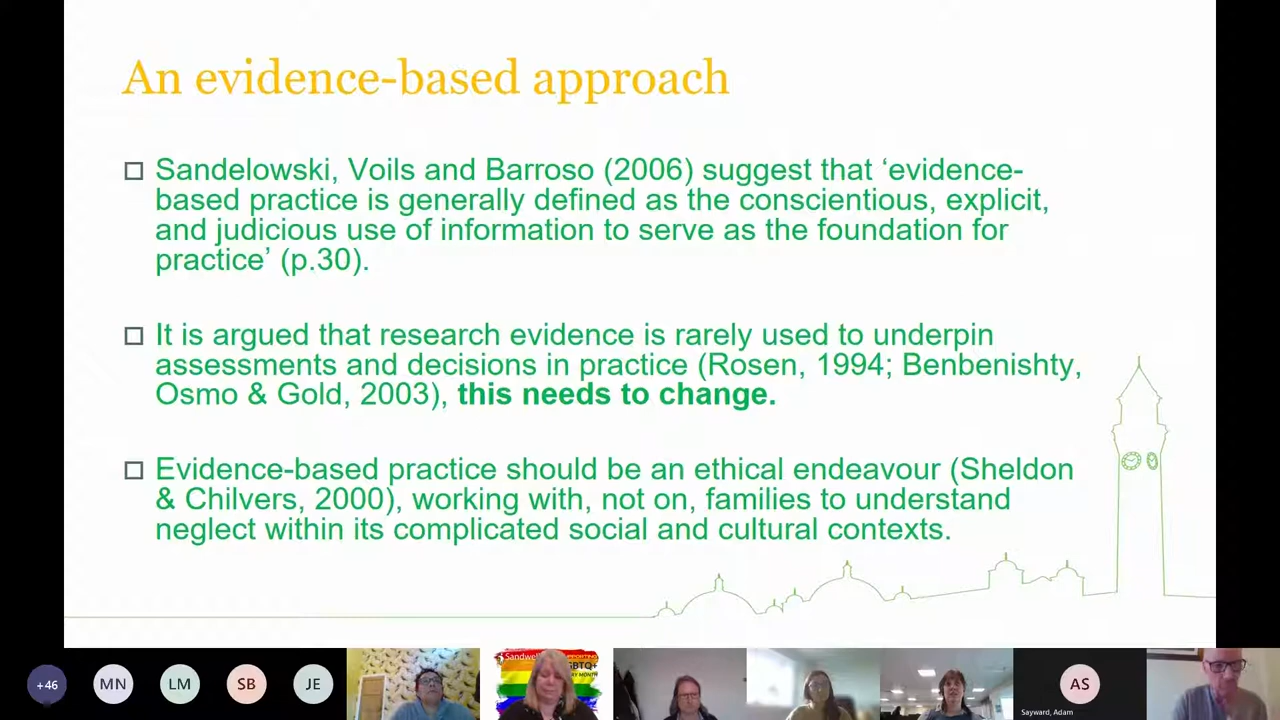 An evidence-based approach
Sandelowski, Voils and Barroso (2006) suggest that ‘evidence-
based practice is generally defined as the conscientious, explicit,
and judicious use of information to serve as the foundation for
practice’ (p.30).
It is argued that research evidence is rarely used to underpin
assessments and decisions in practice (Rosen, 1994; Benbenishty,
Osmo & Gold, 2003), this needs to change.
Evidence-based practice should be an ethical endeavour (Sheldon
& Chilvers, 2000), working with, not on, families to understand
neglect within its complicated social and cultural contexts.
+46
MN
LM
SB
JE
Sandwell
AS
Sayward, Adam